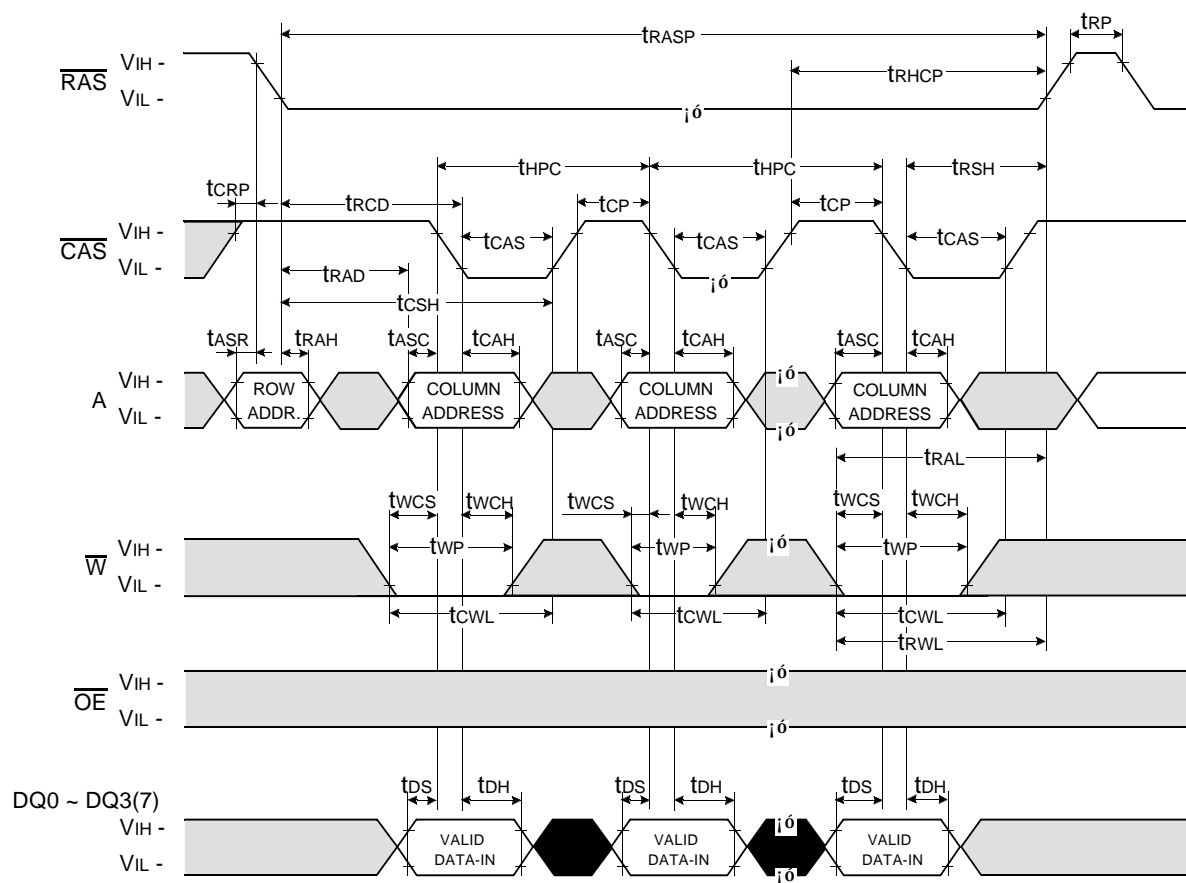 tRASP tRP
VIH -
RAS
VIL -
tRHCP
¡ó
tHPC tHPC tRSH
tCRP
tRCD tCP tCP
VIH -
CAS
VIL -
tCAS tCAS tCAS
tRAD
¡ó
tCSH
tASR tRAH tASC tCAH tASC tCAH tASC tCAH
VIH -
A
VIL -
ROW
ADDR.
COLUMN
ADDRESS
COLUMN
ADDRESS
¡ó
¡ó
COLUMN
ADDRESS
tRAL
tWCS tWCH tWCS tWCH tWCS tWCH
tWP tWP tWP
VIH -
W
VIL -
¡ó
tCWL tCWL tCWL
tRWL
VIH -
OE
VIL -
¡ó
¡ó
tDS tDH tDS tDH tDS tDH
DQ0 ~ DQ3(7)
VIH -
VIL -
VALID
DATA-IN
VALID
DATA-IN
¡ó
¡ó
VALID
DATA-IN